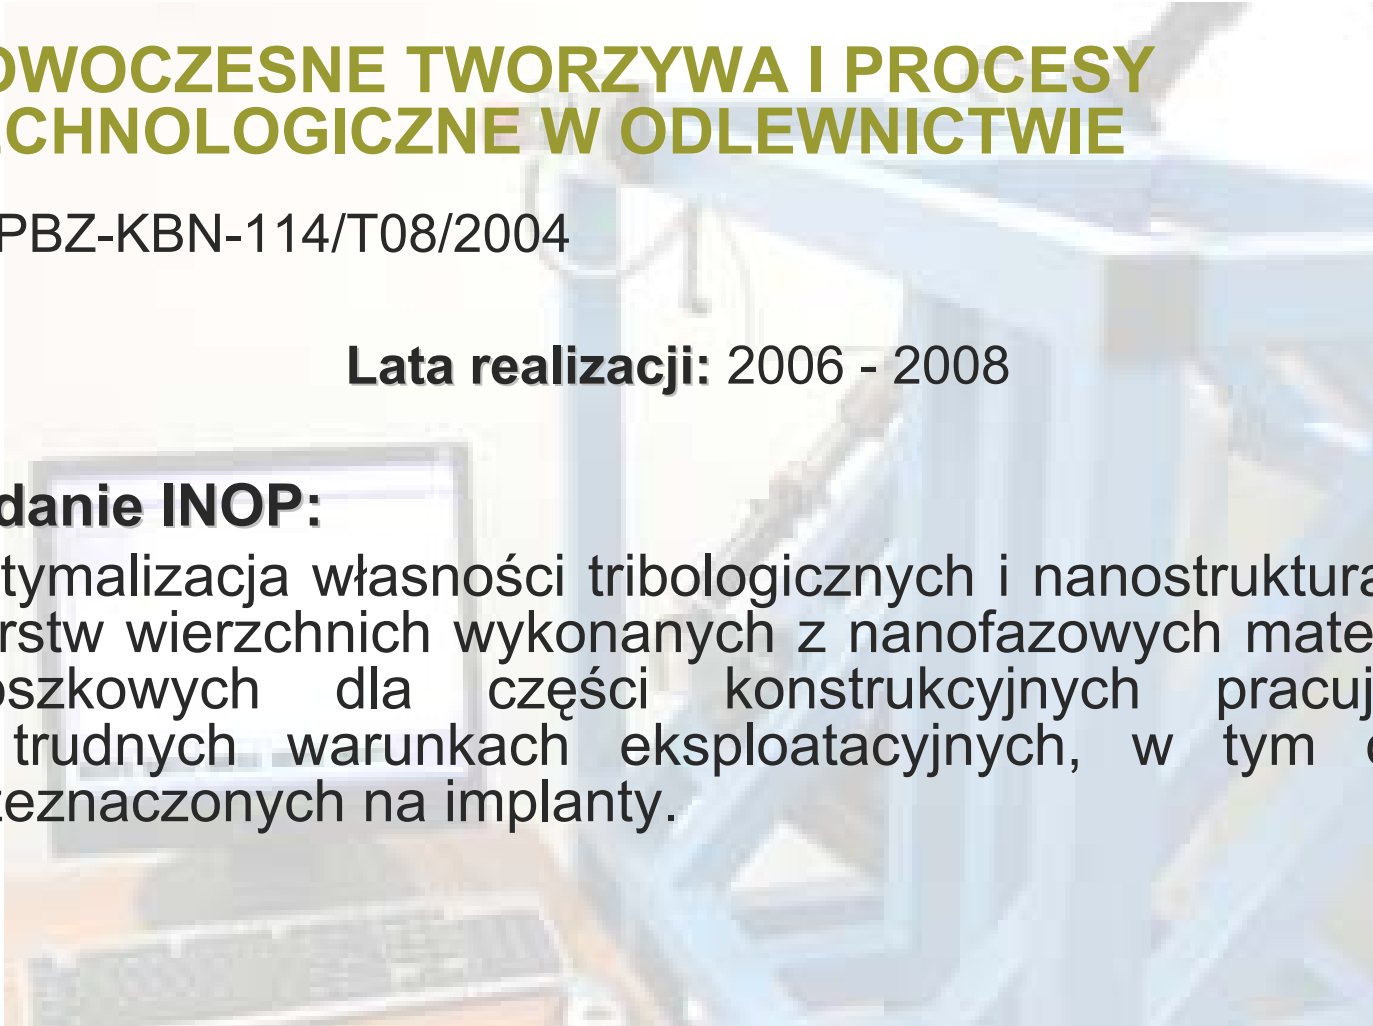 OWOCZESNE TWORZYWA I PROCESY
ECHNOLOGICZNE W ODLEWNICTWIE
PBZ-KBN-114/T08/2004
Lata realizacji: 2006 - 2008
danie INOP:
tymalizacja własności tribologicznych i nanostruktura
rstw wierzchnich wykonanych z nanofazowych mate
oszkowych dla części konstrukcyjnych pracuj
trudnych warunkach eksploatacyjnych, w tym
zeznaczonych na implanty.